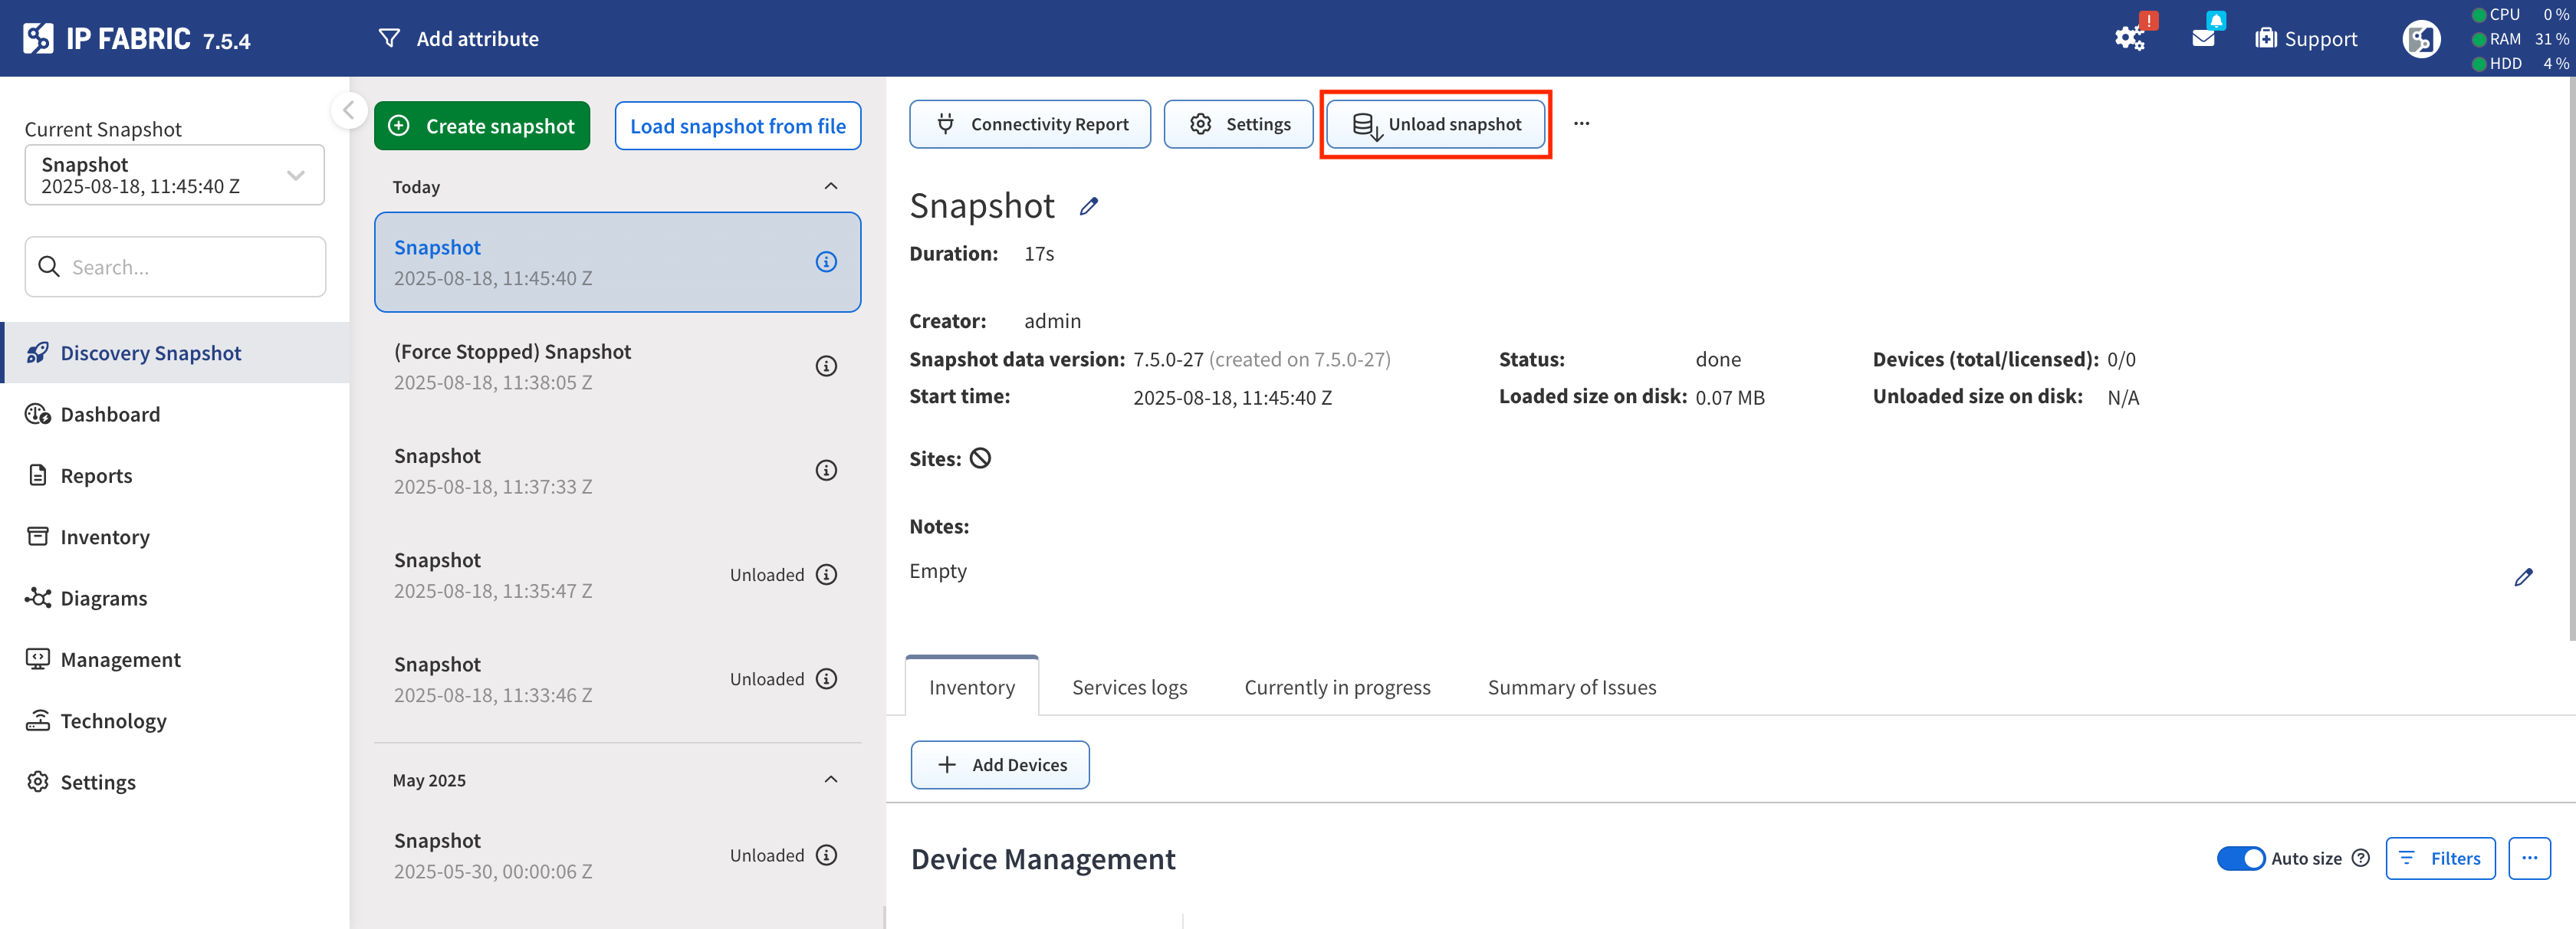 IP FABRIC 7.5.4
Add attribute
!
Support
CPU 0 %
RAM 31 %
HDD 4 %
Current Snapshot
Snapshot
2025-08-18, 11:45:40 Z
Search...
Discovery Snapshot
Dashboard
Reports
Inventory
Diagrams
Management
Technology
Settings
Create snapshot
Load snapshot from file
Today
Snapshot
2025-08-18, 11:45:40 Z
(Force Stopped) Snapshot
2025-08-18, 11:38:05 Z
Snapshot
2025-08-18, 11:37:33 Z
Snapshot
2025-08-18, 11:35:47 Z
Unloaded
Snapshot
2025-08-18, 11:33:46 Z
Unloaded
May 2025
Snapshot
2025-05-30, 00:00:06 Z
Unloaded
Connectivity Report
Settings
Unload snapshot
...
Snapshot
Duration: 17s
Creator: admin
Snapshot data version: 7.5.0-27 (created on 7.5.0-27)
Status: done
Devices (total/licensed): 0/0
Start time: 2025-08-18, 11:45:40 Z
Loaded size on disk: 0.07 MB
Unloaded size on disk: N/A
Sites:
Notes:
Empty
Inventory
Services logs
Currently in progress
Summary of Issues
Add Devices
Device Management
Auto size
Filters
...